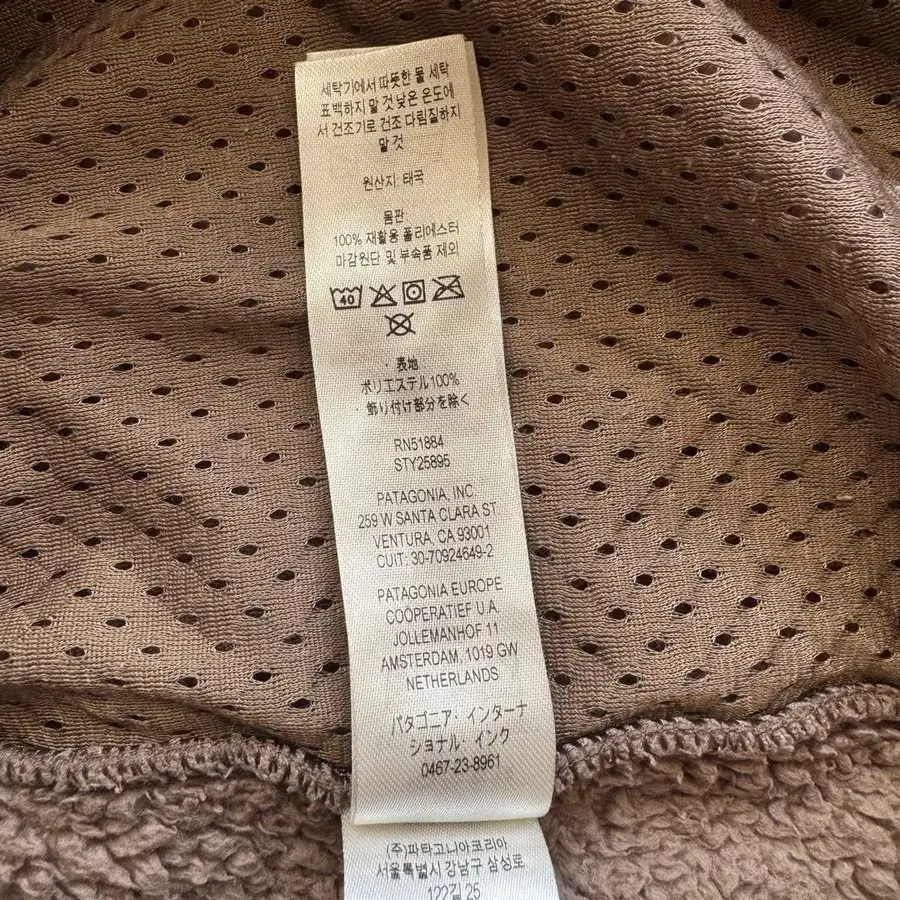 세탁기에서 따뜻한 물 세탁
표백하지 말 것 낮은 온도에
서 건조기로 건조 다림질하지
말 것
원산지: 태국
몸판:
100% 재활용 폴리에스터
마감원단 및 부속품 제외
40
・表地
ポリエステル100%
・飾り付け部分を除く
RN51884
STY25895
PATAGONIA, INC.
259 W SANTA CLARA ST
VENTURA, CA 93001
CUIT: 30-70924649-2
PATAGONIA EUROPE
COÖPERATIEF U.A.
JOLLEMANHOF 11
AMSTERDAM, 1019 GW
NETHERLANDS
パタゴニア・インターナ
ショナル・インク
0467-23-8961
(주)파타고니아코리아
서울특별시 강남구 삼성로
122길 25